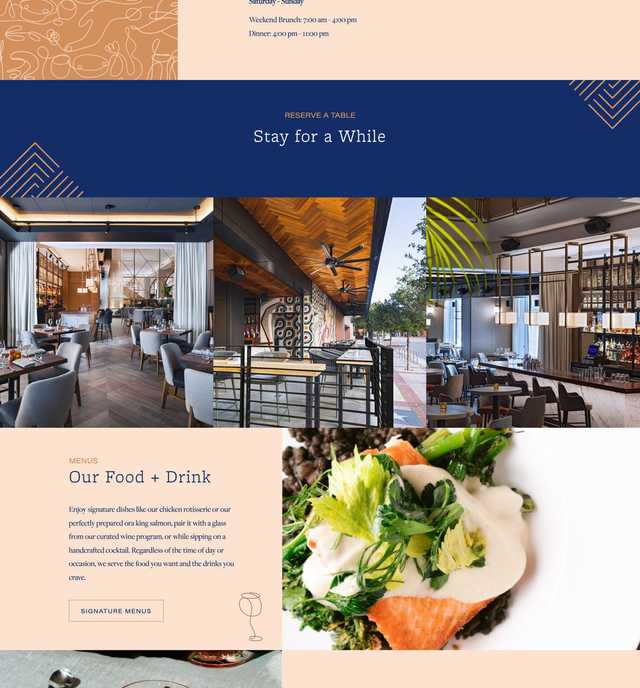 Saturday - Sunday
Weekend Brunch: 7:00 am - 4:00 pm
Dinner: 4:00 pm - 11:00 pm
RESERVE A TABLE
Stay for a While
MENUS
Our Food + Drink
Enjoy signature dishes like our chicken rotisserie or our
perfectly prepared ora king salmon, pair it with a glass
from our curated wine program, or while sipping on a
handcrafted cocktail. Regardless of the time of day or
occasion, we serve the food you want and the drinks you
crave.
SIGNATURE MENUS